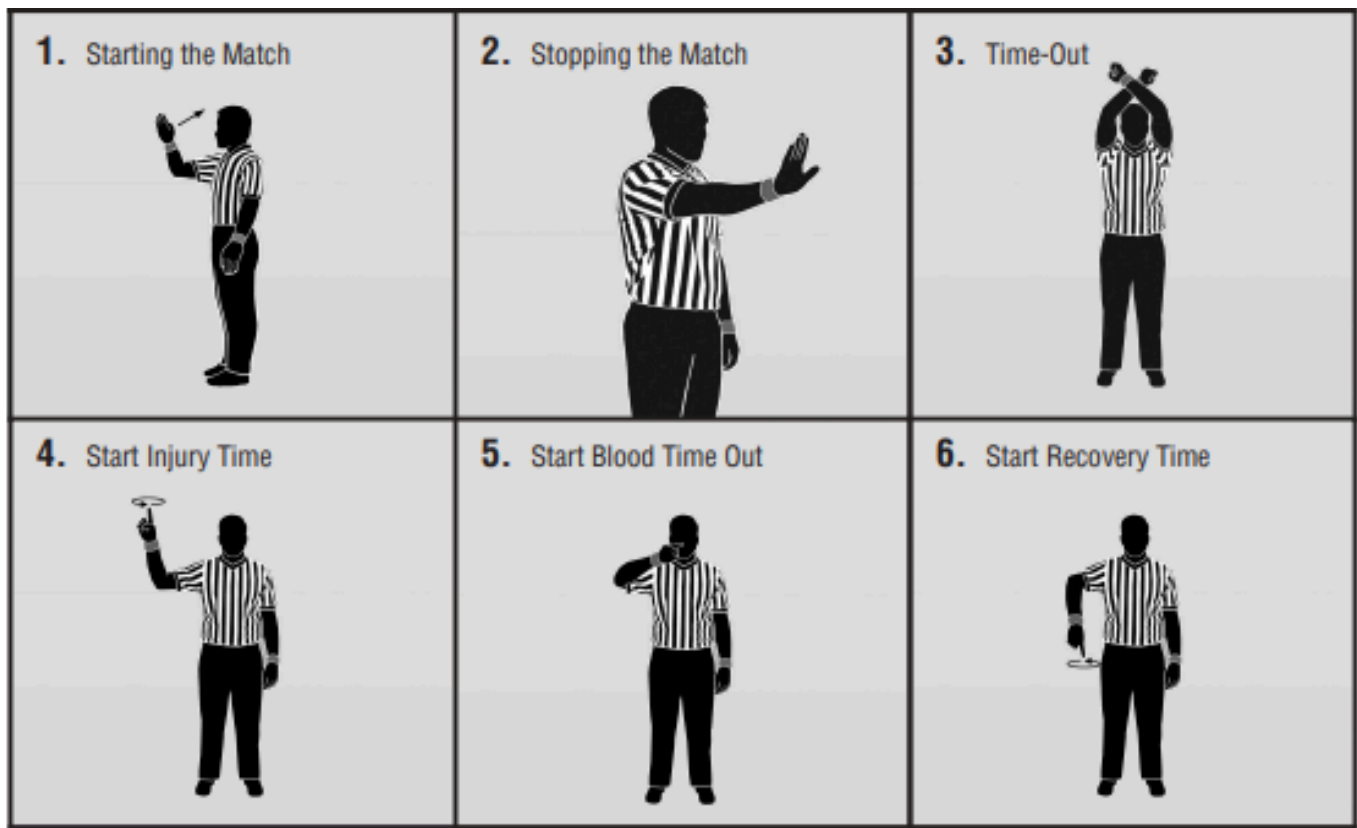 1. Starting the Match
2. Stopping the Match
3. Time-Out
4. Start Injury Time
5. Start Blood Time Out
6. Start Recovery Time